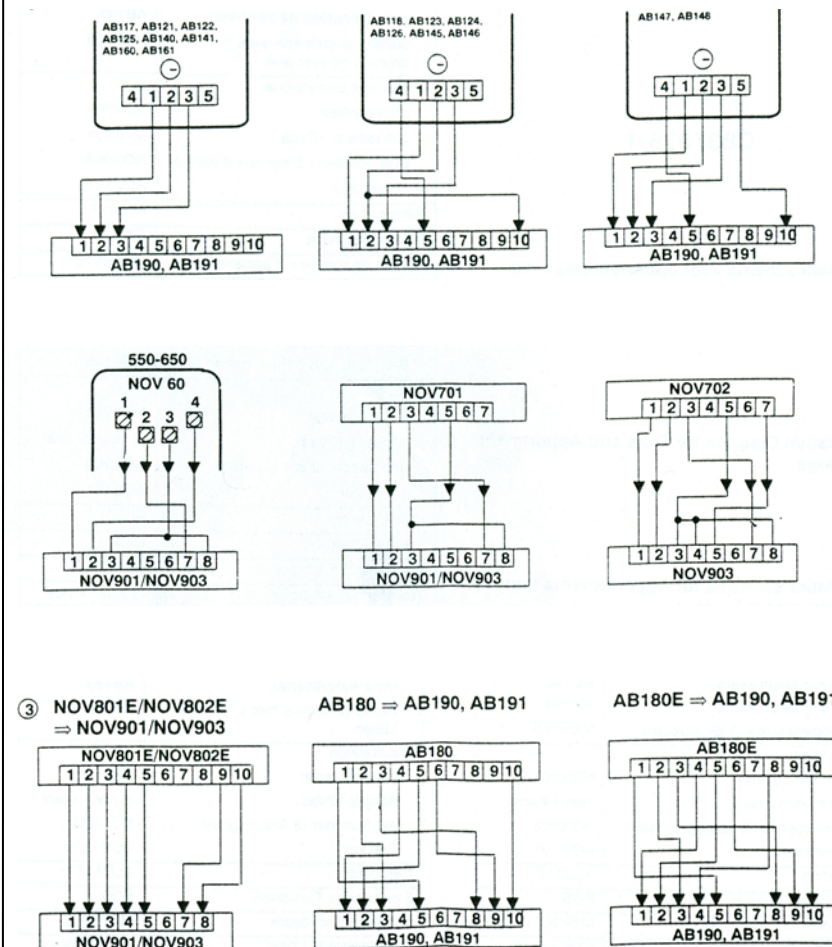 AB117, AB121, AB122,
AB125, AB140, AB141,
AB160, AB161
4 1 2 3 5
1 2 3 4 5 6 7 8 9 10
AB190, AB191
AB118, AB123, AB124,
AB126, AB145, AB146
4 1 2 3 5
1 2 3 4 5 6 7 8 9 10
AB190, AB191
AB147, AB148
4 1 2 3 5
1 2 3 4 5 6 7 8 9 10
AB190, AB191
550-650
NOV 60
1 2 3 4
1 2 3 4 5 6 7 8
NOV901/NOV903
NOV701
1 2 3 4 5 6 7
1 2 3 4 5 6 7 8
NOV901/NOV903
NOV702
1 2 3 4 5 6 7
1 2 3 4 5 6 7 8
NOV903
③ NOV801E/NOV802E
⇒ NOV901/NOV903
NOV801E/NOV802E
1 2 3 4 5 6 7 8 9 10
1 2 3 4 5 6 7 8
NOV901/NOV903
AB180 ⇒ AB190, AB191
AB180
1 2 3 4 5 6 7 8 9 10
1 2 3 4 5 6 7 8 9 10
AB190, AB191
AB180E ⇒ AB190, AB191
AB180E
1 2 3 4 5 6 7 8 9 10
1 2 3 4 5 6 7 8 9 10
AB190, AB191